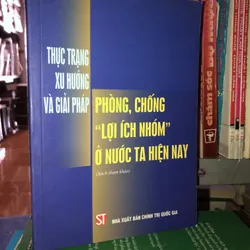 THỰC TRẠNG
XU HƯỚNG
VÀ GIẢI PHÁP
PHÒNG, CHỐNG
"LỢI ÍCH NHÓM"
Ở NƯỚC TA HIỆN NAY
(Sách tham khảo)
ST
NHÀ XUẤT BẢN CHÍNH TRỊ QUỐC GIA